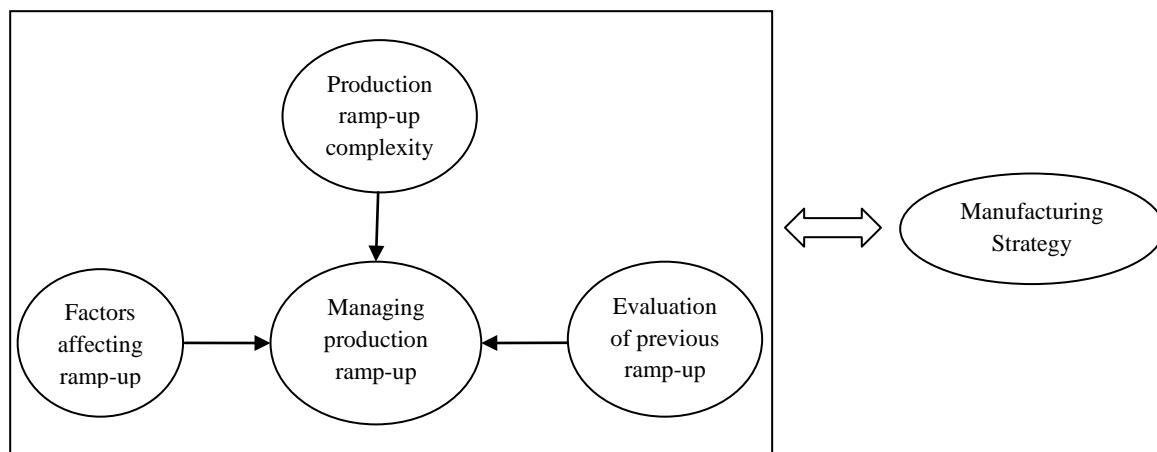 Production
ramp-up
complexity
Manufacturing
Strategy
Factors
affecting
ramp-up
Managing
production
ramp-up
Evaluation
of previous
ramp-up